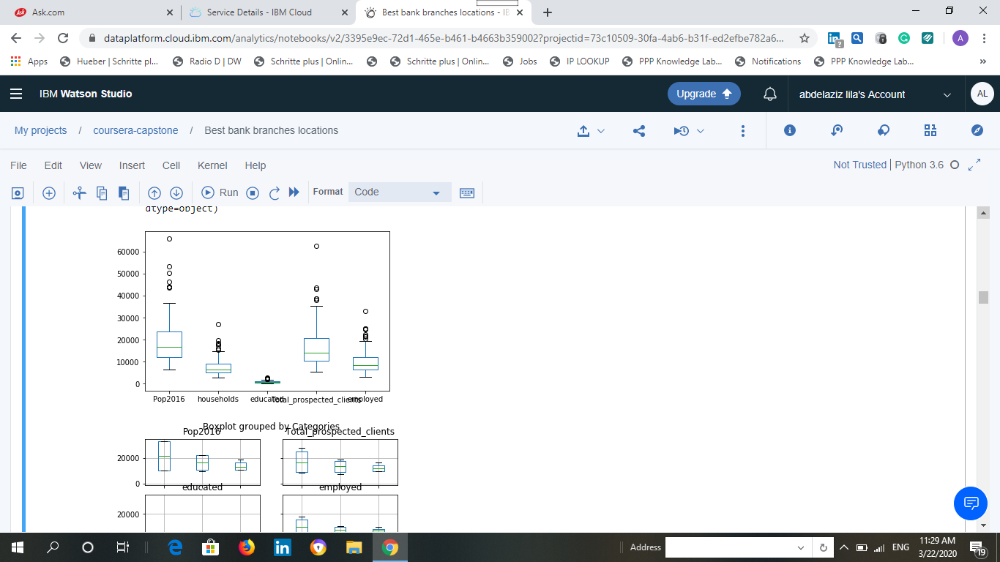 Ask Ask.com
Service Details - IBM Cloud
Best bank branches locations - IB
dataplatform.cloud.ibm.com/analytics/notebooks/v2/3395e9ec-72d1-465e-b461-b4663b359002?projectid=73c10509-30fa-4ab6-b31f-ed2efbe782a6...
A
Apps
Hueber | Schritte pl...
Radio D | DW
Schritte plus | Onlin...
Schritte plus | Onlin...
Jobs
IP LOOKUP
PPP Knowledge Lab...
Notifications
PPP Knowledge Lab...
»
IBM Watson Studio
Upgrade
abdelaziz lila's Account
AL
My projects / coursera-capstone / Best bank branches locations
File Edit View Insert Cell Kernel Help
Not Trusted | Python 3.6
Run
Format
Code
dtype=object)
60000
50000
40000
30000
20000
10000
0
Pop2016 households educated Total_prospected_clients employed
Boxplot grouped by Categories
Pop2016
Total_prospected_clients
20000
0
educated
employed
20000
Address
ENG
11:29 AM
3/22/2020
19